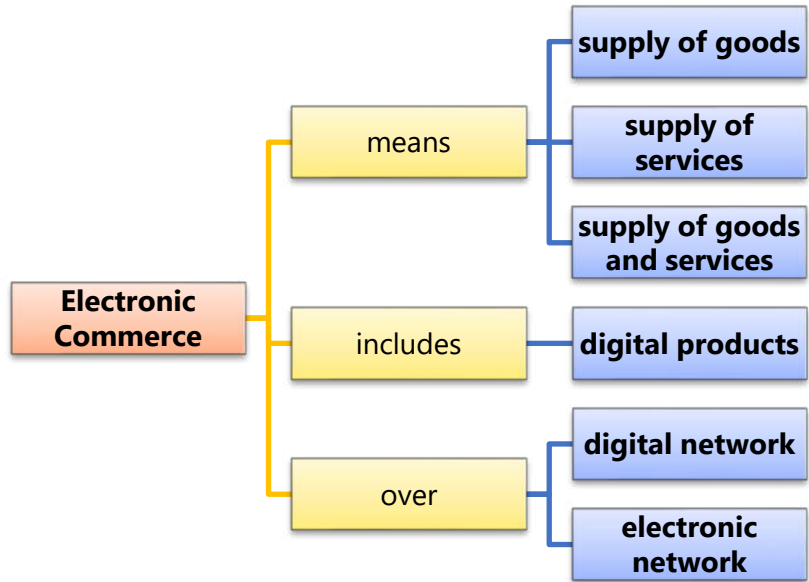 Electronic
Commerce
means
supply of goods
supply of
services
supply of goods
and services
includes
digital products
over
digital network
electronic
network